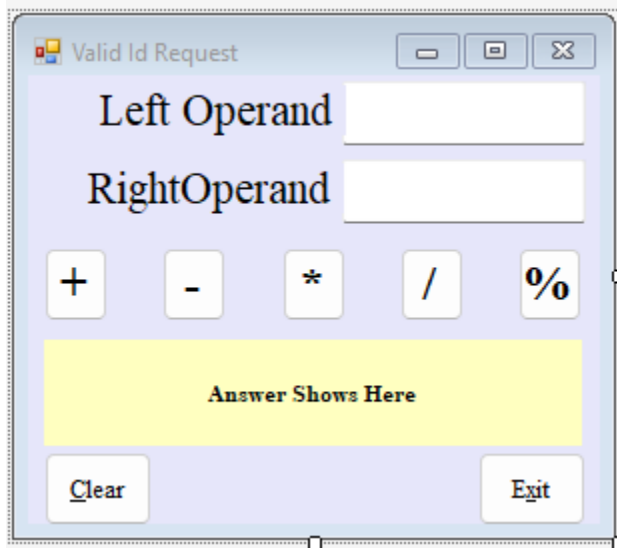 Valid Id Request
Left Operand
RightOperand
+ - * / %
Answer Shows Here
Clear Exit